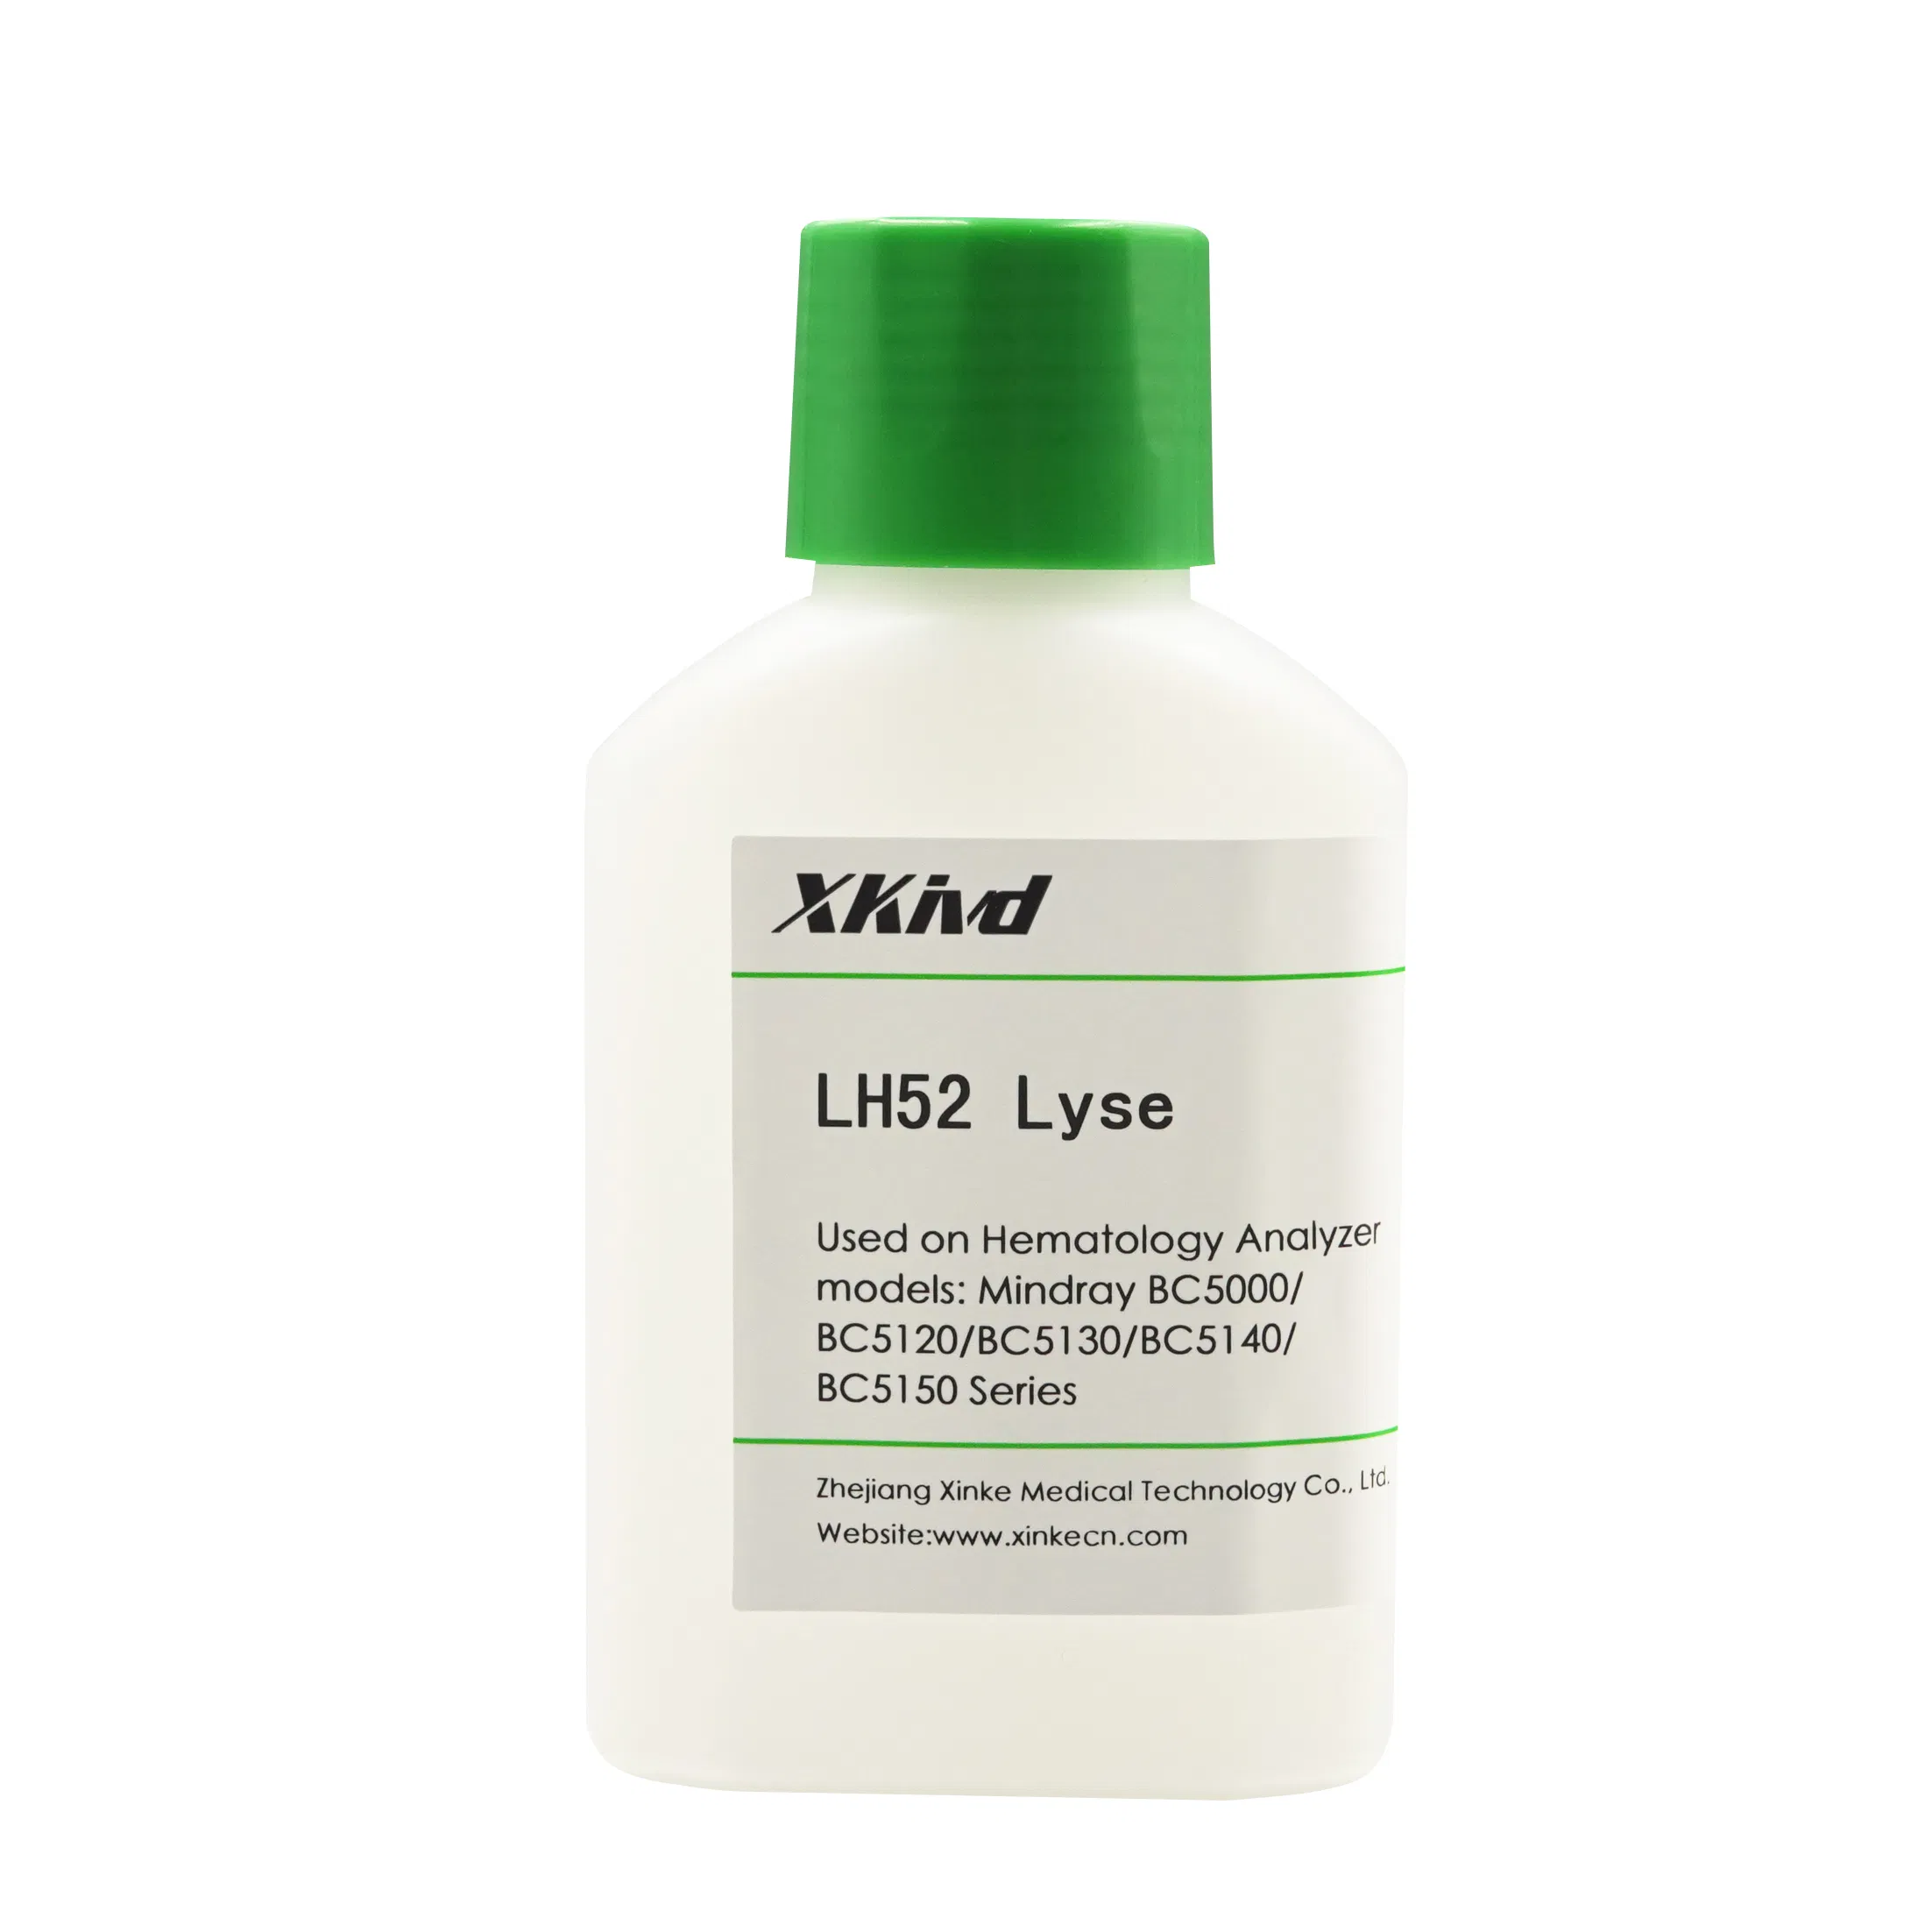 XKivd
LH52 Lyse
Used on Hematology Analyzer
models: Mindray BC5000/
BC5120/BC5130/BC5140/
BC5150 Series
Zhejiang Xinke Medical Technology Co., Ltd.
Website:www.xinkecn.com